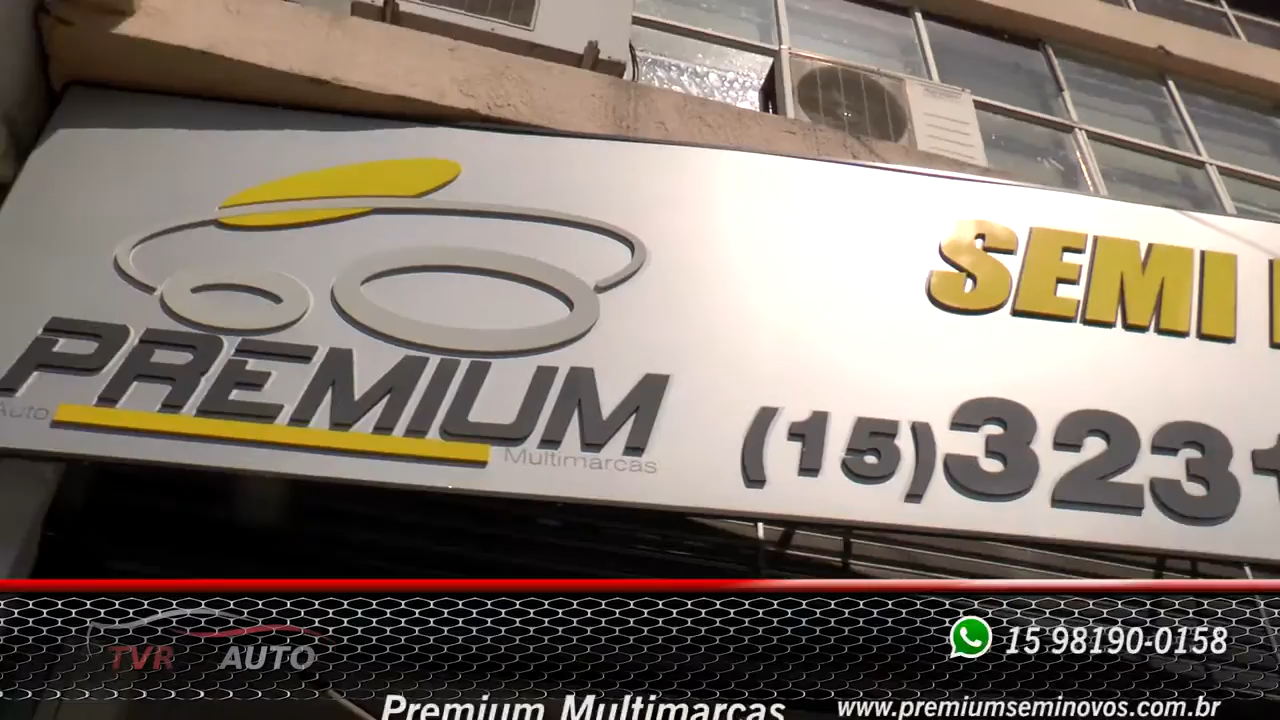 SEMI
PREMIUM
Auto
Multimarcas
(15) 323
TVR AUTO
15 98190-0158
Premium Multimarcas
www.premiumseminovos.com.br